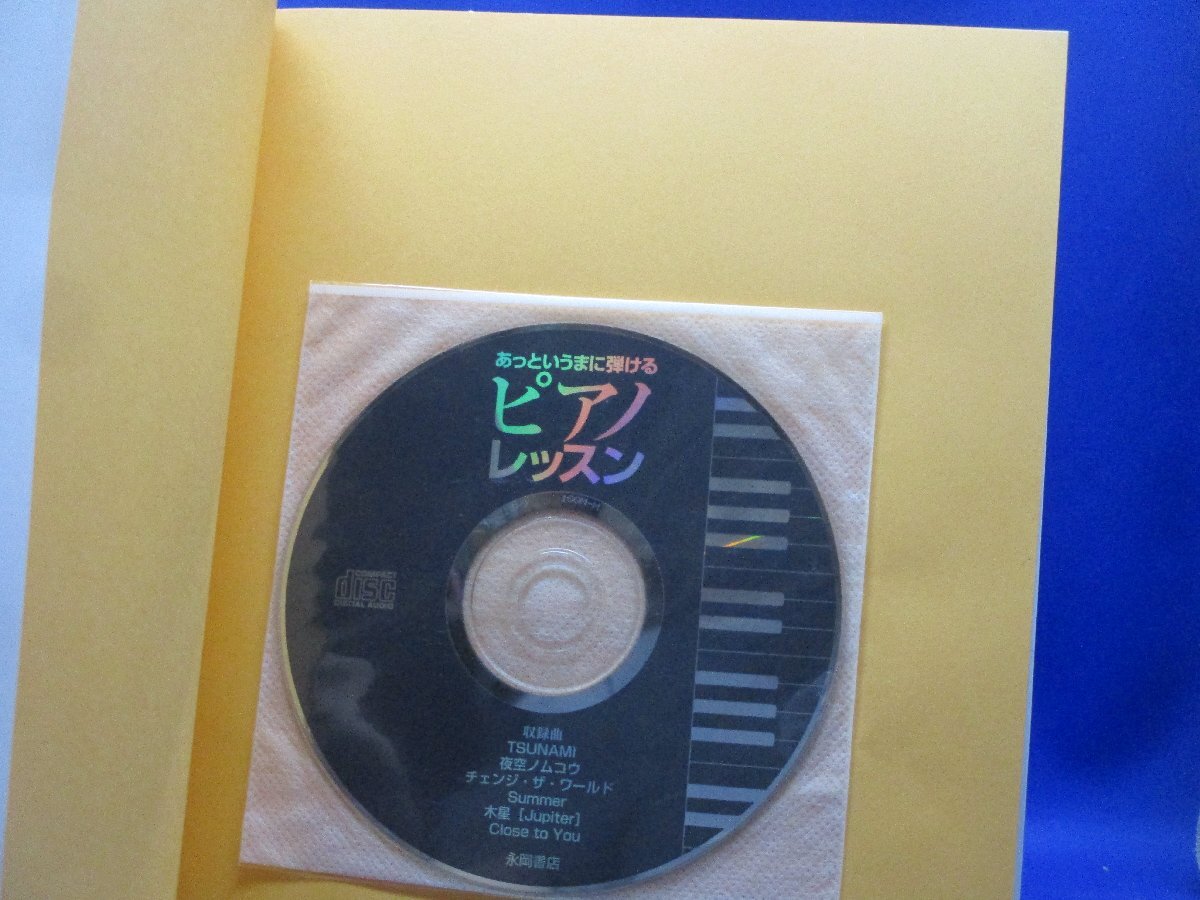 あっというまに弾ける
ピアノ
レッスン
COMPACT
disc
DIGITAL AUDIO
収録曲
TSUNAMI
夜空ノムコウ
チェンジ・ザ・ワールド
Summer
木星 [Jupiter]
Close to You
永岡書店